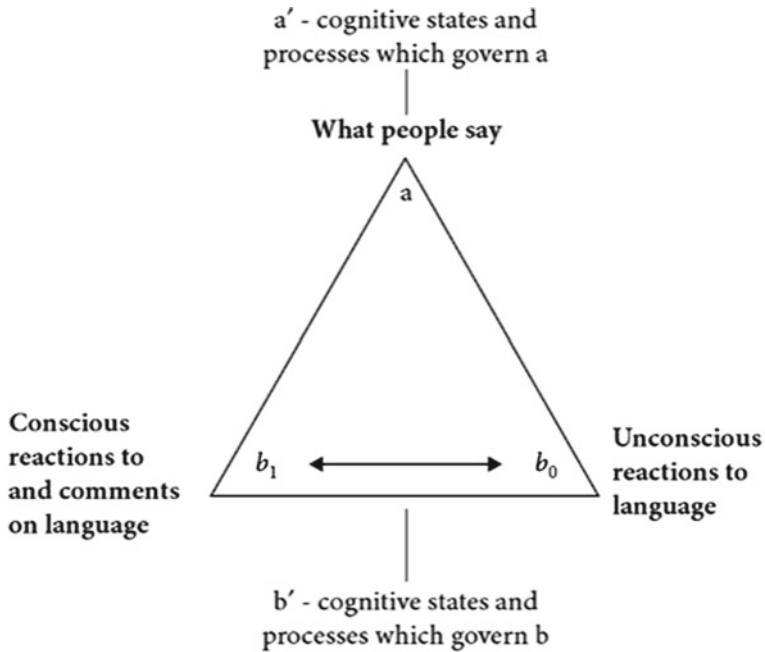 a′ - cognitive states and
processes which govern a
What people say
a
Conscious
reactions to
and comments
on language
b₁
b₀
Unconscious
reactions to
language
b′ - cognitive states and
processes which govern b